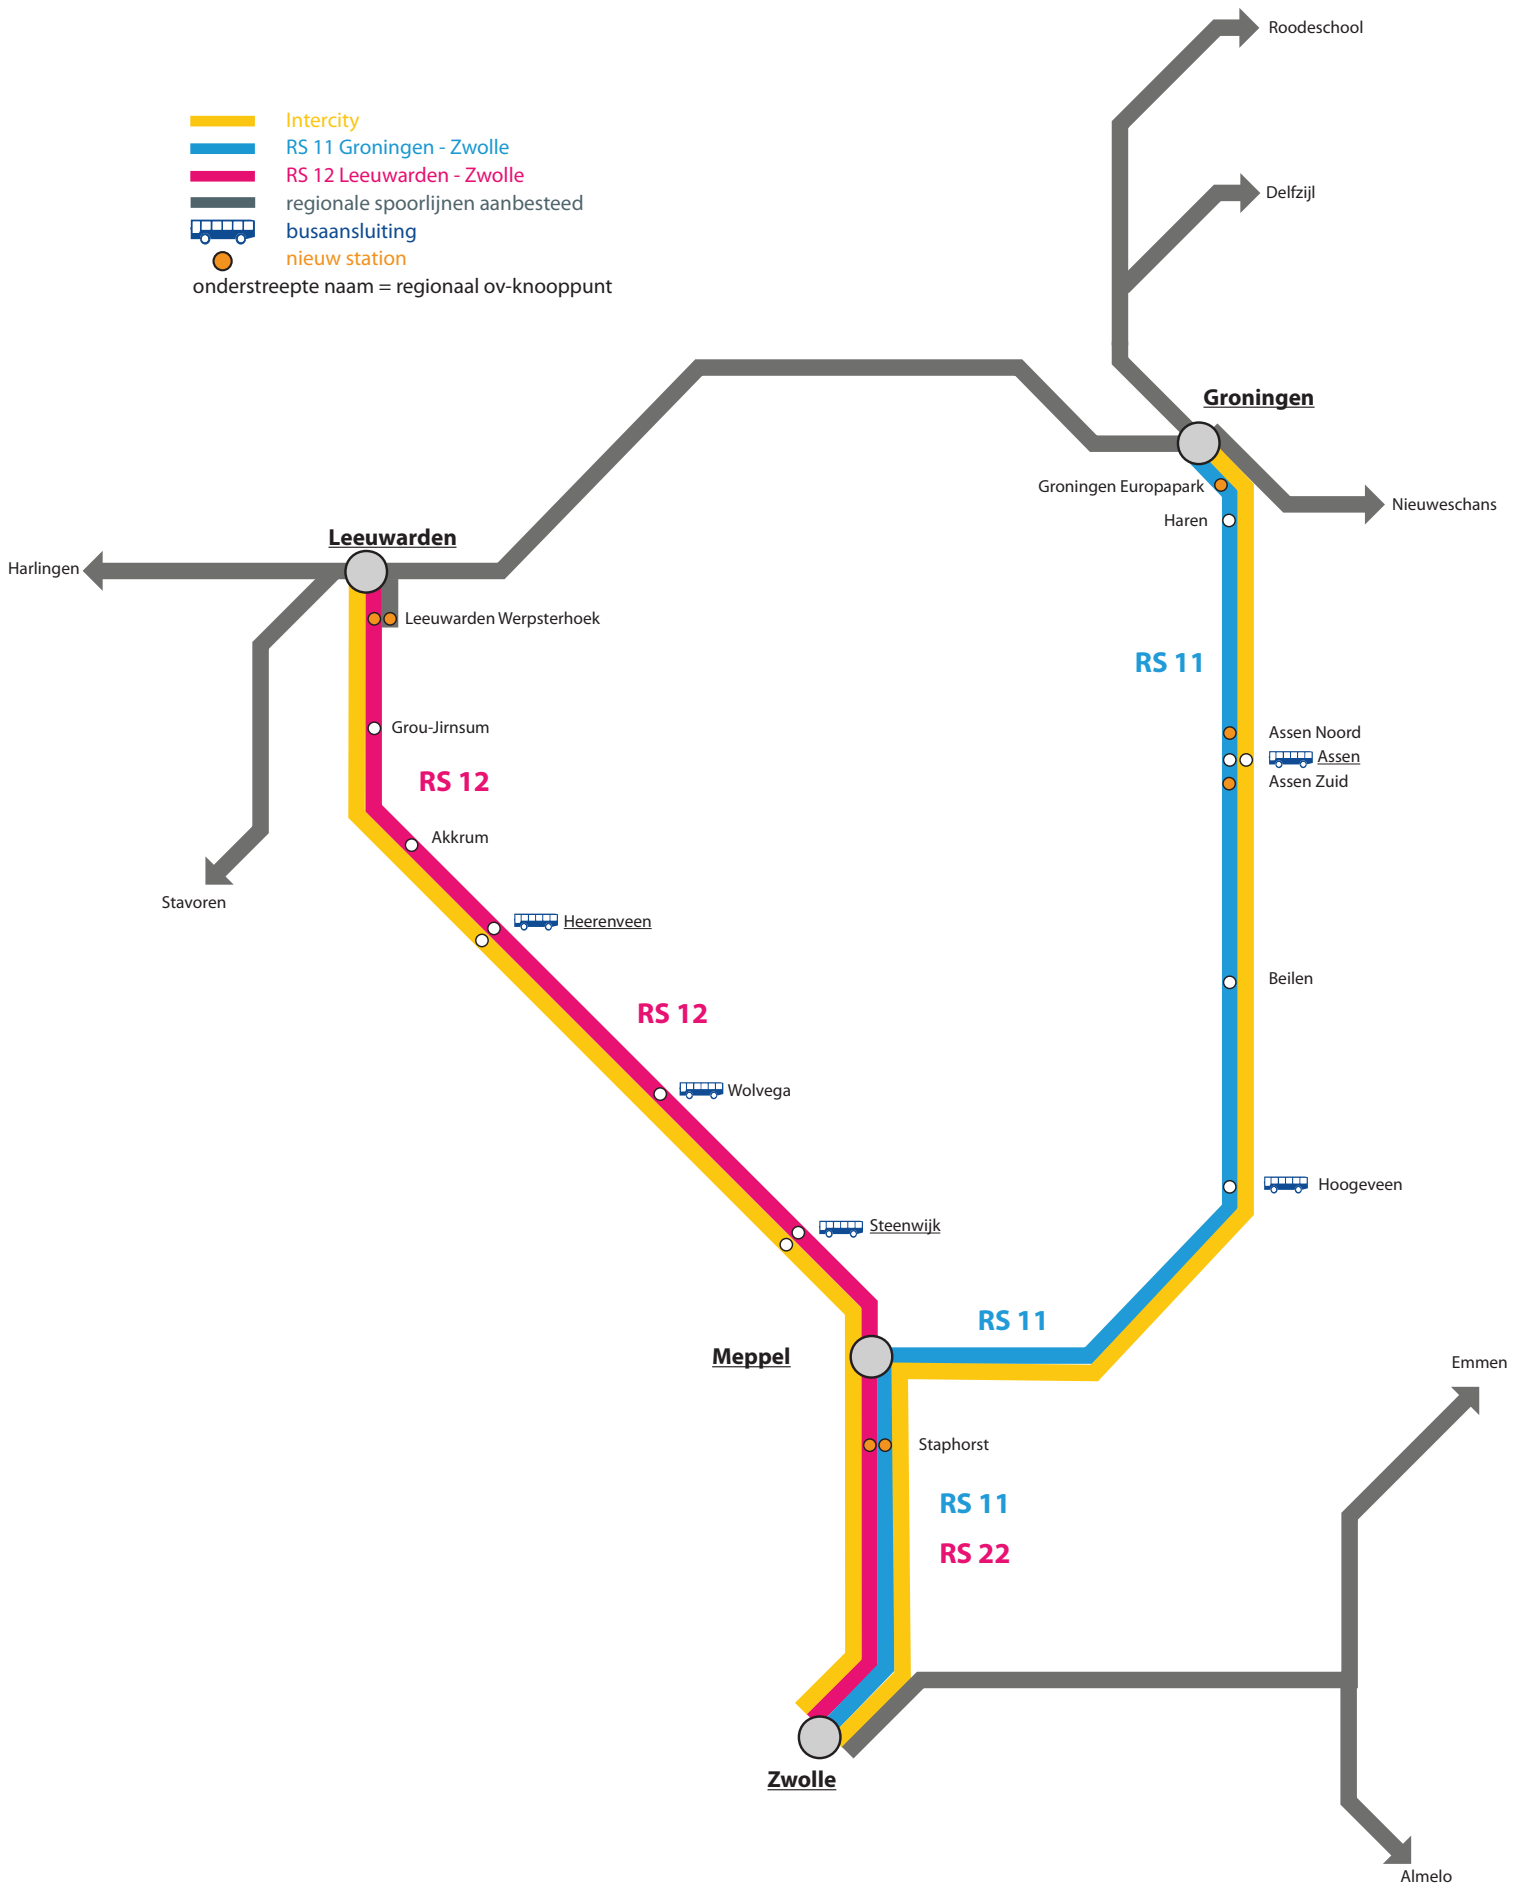 Roodeschool
Intercity
RS 11 Groningen - Zwolle
RS 12 Leeuwarden - Zwolle
regionale spoorlijnen aanbesteed
busaansluiting
nieuw station
onderstreepte naam = regionaal ov-knooppunt
Delfzijl
Groningen
Groningen Europapark
Nieuweschans
Haren
Leeuwarden
Harlingen
Leeuwarden Werpsterhoek
RS 11
Grou-Jirnsum
Assen Noord
Assen
Assen Zuid
RS 12
Akkrum
Stavoren
Heerenveen
Beilen
RS 12
Wolvega
Hoogeveen
Steenwijk
RS 11
Meppel
Emmen
Staphorst
RS 11
RS 22
Zwolle
Almelo